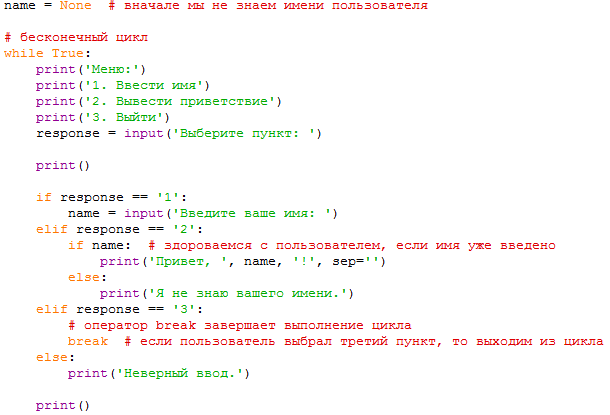 name = None  # вначале мы не знаем имени пользователя

# бесконечный цикл
while True:
    print('Меню:')
    print('1. Ввести имя')
    print('2. Вывести приветствие')
    print('3. Выйти')
    response = input('Выберите пункт: ')

    print()

    if response == '1':
        name = input('Введите ваше имя: ')
    elif response == '2':
        if name:  # здороваемся с пользователем, если имя уже введено
            print('Привет, ', name, '!', sep='')
        else:
            print('Я не знаю вашего имени.')
    elif response == '3':
        # оператор break завершает выполнение цикла
        break  # если пользователь выбрал третий пункт, то выходим из цикла
    else:
        print('Неверный ввод.')

    print()